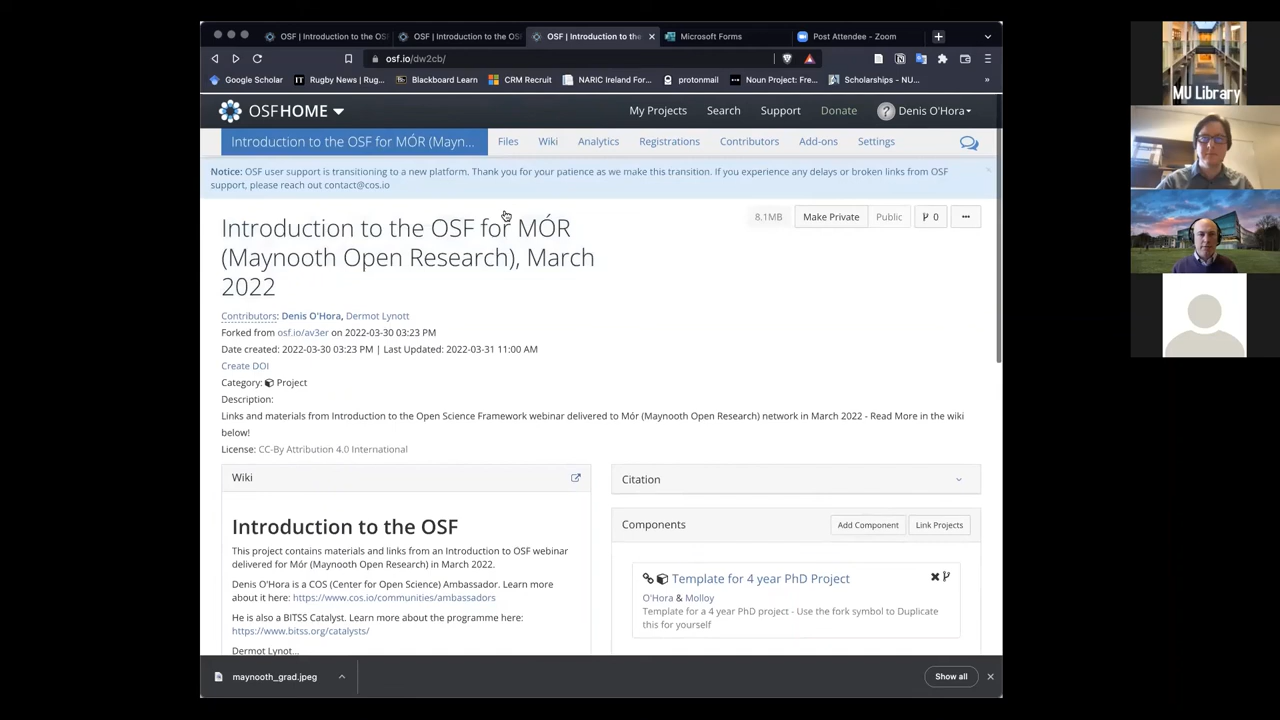 OSF | Introduction to the OS
OSF | Introduction to the OSF
OSF | Introduction to the
Microsoft Forms
Post Attendee - Zoom
osf.io/dw2cb/
Google Scholar
Rugby News | Rug...
Blackboard Learn
CRM Recruit
NARIC Ireland For...
protonmail
Noun Project: Fre...
Scholarships - NU...
»
OSFHOME
My Projects
Search
Support
Donate
Denis O'Hora
Introduction to the OSF for MÓR (Mayn...
Files
Wiki
Analytics
Registrations
Contributors
Add-ons
Settings
Notice: OSF user support is transitioning to a new platform. Thank you for your patience as we make this transition. If you experience any delays or broken links from OSF
support, please reach out contact@cos.io
Introduction to the OSF for MÓR
(Maynooth Open Research), March
2022
8.1MB
Make Private
Public
0
Contributors: Denis O'Hora, Dermot Lynott
Forked from osf.io/av3er on 2022-03-30 03:23 PM
Date created: 2022-03-30 03:23 PM | Last Updated: 2022-03-31 11:00 AM
Create DOI
Category: Project
Description:
Links and materials from Introduction to the Open Science Framework webinar delivered to Mór (Maynooth Open Research) network in March 2022 - Read More in the wiki
below!
License: CC-By Attribution 4.0 International
Wiki
Introduction to the OSF
This project contains materials and links from an Introduction to OSF webinar
delivered for Mór (Maynooth Open Research) in March 2022.
Denis O'Hora is a COS (Center for Open Science) Ambassador. Learn more
about it here: https://www.cos.io/communities/ambassadors
He is also a BITSS Catalyst. Learn more about the programme here:
https://www.bitss.org/catalysts/
Dermot Lynot...
Citation
Components
Add Component
Link Projects
Template for 4 year PhD Project
O'Hora & Molloy
Template for a 4 year PhD project - Use the fork symbol to Duplicate
this for yourself
maynooth_grad.jpeg
Show all
MU Library